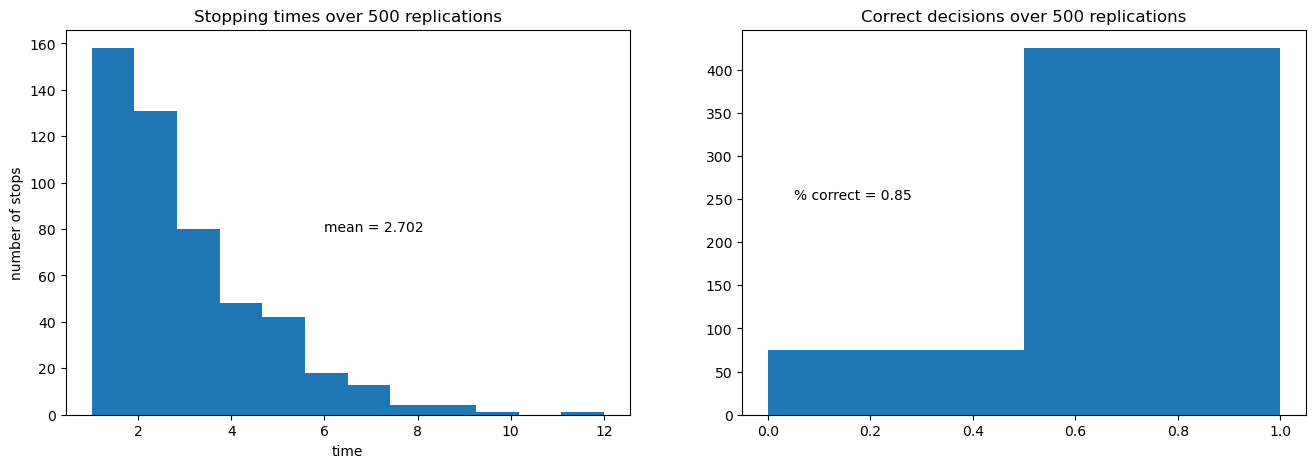 Stopping times over 500 replications
160
140
120
100
80
60
40
20
0
number of stops
mean = 2.702
2 4 6 8 10 12
time
Correct decisions over 500 replications
400
350
300
250
200
150
100
50
0
% correct = 0.85
0.0 0.2 0.4 0.6 0.8 1.0